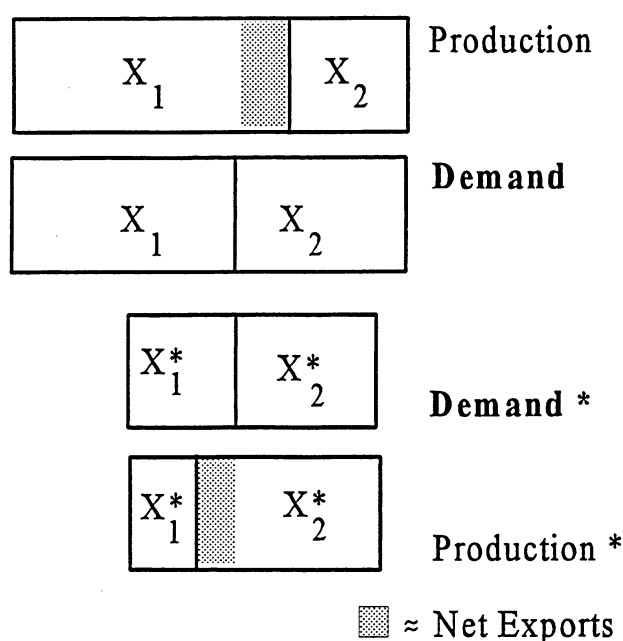 X₁ X₂ Production
X₁ X₂ Demand
X₁* X₂* Demand *
X₁* X₂* Production *
≈ Net Exports